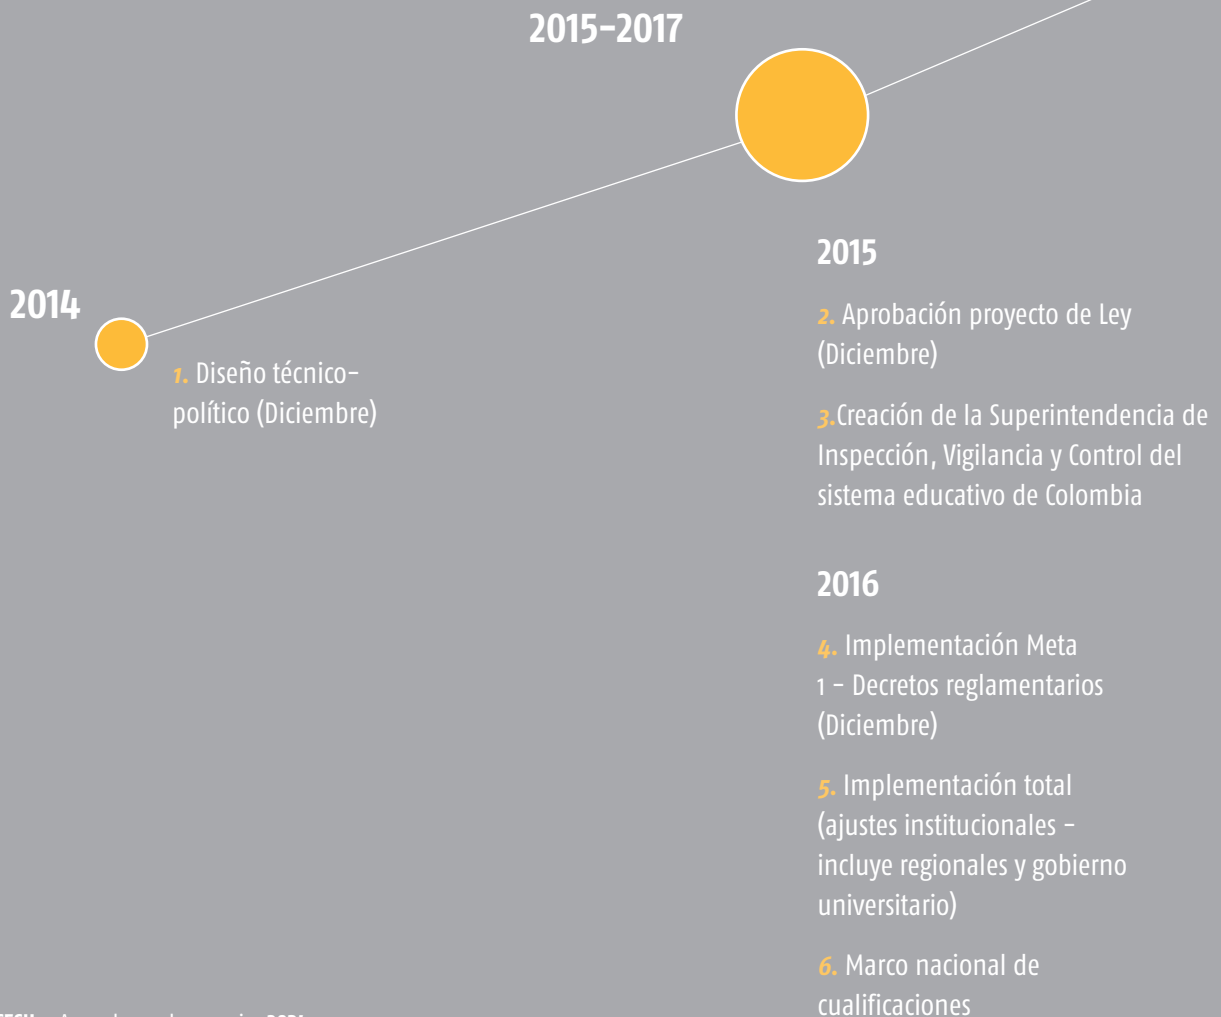 2015–2017
2014
1. Diseño técnico–
político (Diciembre)
2015
2. Aprobación proyecto de Ley
(Diciembre)
3.Creación de la Superintendencia de
Inspección, Vigilancia y Control del
sistema educativo de Colombia
2016
4. Implementación Meta
1 – Decretos reglamentarios
(Diciembre)
5. Implementación total
(ajustes institucionales –
incluye regionales y gobierno
universitario)
6. Marco nacional de
cualificaciones